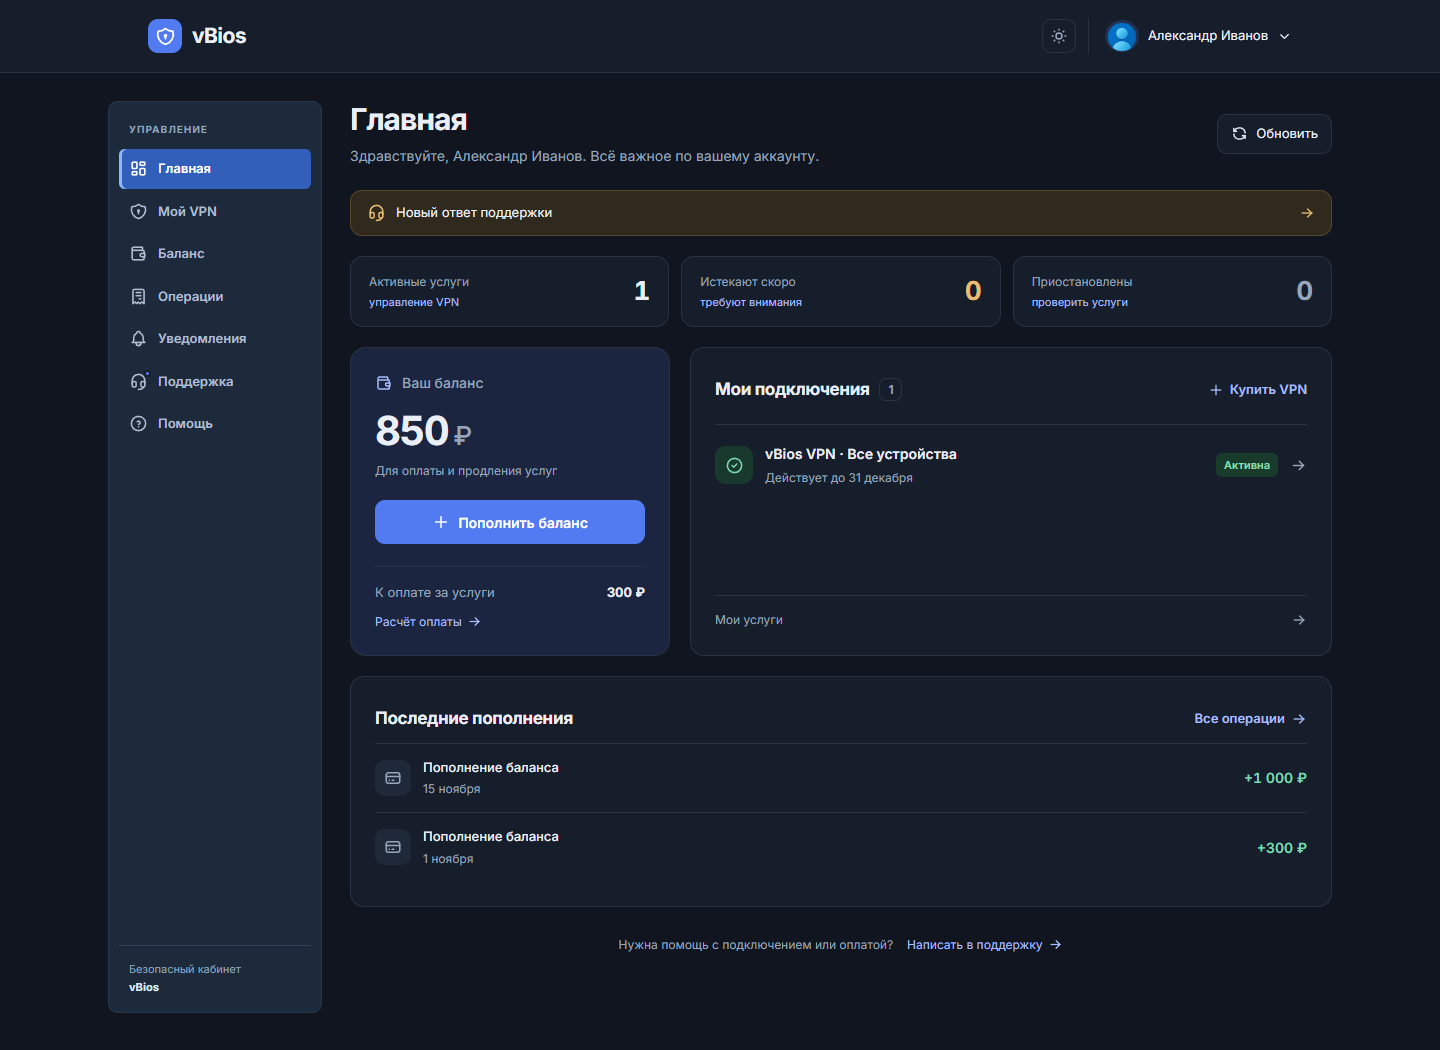 vBios
Александр Иванов
УПРАВЛЕНИЕ
Главная
Мой VPN
Баланс
Операции
Уведомления
Поддержка
Помощь
Безопасный кабинет
vBios
Главная
Здравствуйте, Александр Иванов. Всё важное по вашему аккаунту.
Обновить
Новый ответ поддержки
Активные услуги
управление VPN
1
Истекают скоро
требуют внимания
0
Приостановлены
проверить услуги
0
Ваш баланс
850 ₽
Для оплаты и продления услуг
Пополнить баланс
К оплате за услуги 300 ₽
Расчёт оплаты
Мои подключения 1
Купить VPN
vBios VPN · Все устройства
Действует до 31 декабря
Активна
Мои услуги
Последние пополнения
Все операции
Пополнение баланса
15 ноября
+1 000 ₽
Пополнение баланса
1 ноября
+300 ₽
Нужна помощь с подключением или оплатой? Написать в поддержку